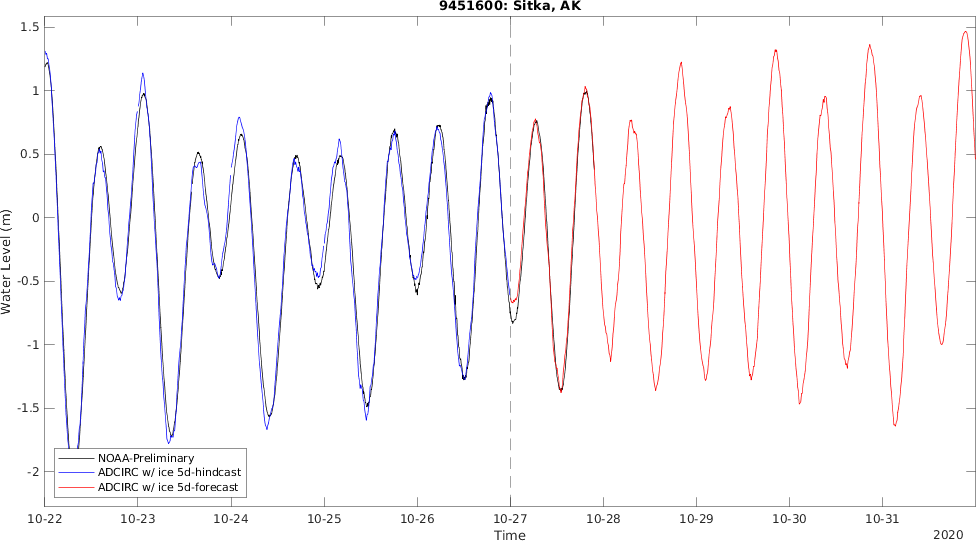 9451600: Sitka, AK
Water Level (m)
1.5
1
0.5
0
-0.5
-1
-1.5
-2
NOAA-Preliminary
ADCIRC w/ ice 5d-hindcast
ADCIRC w/ ice 5d-forecast
10-22 10-23 10-24 10-25 10-26 10-27 10-28 10-29 10-30 10-31
Time
2020